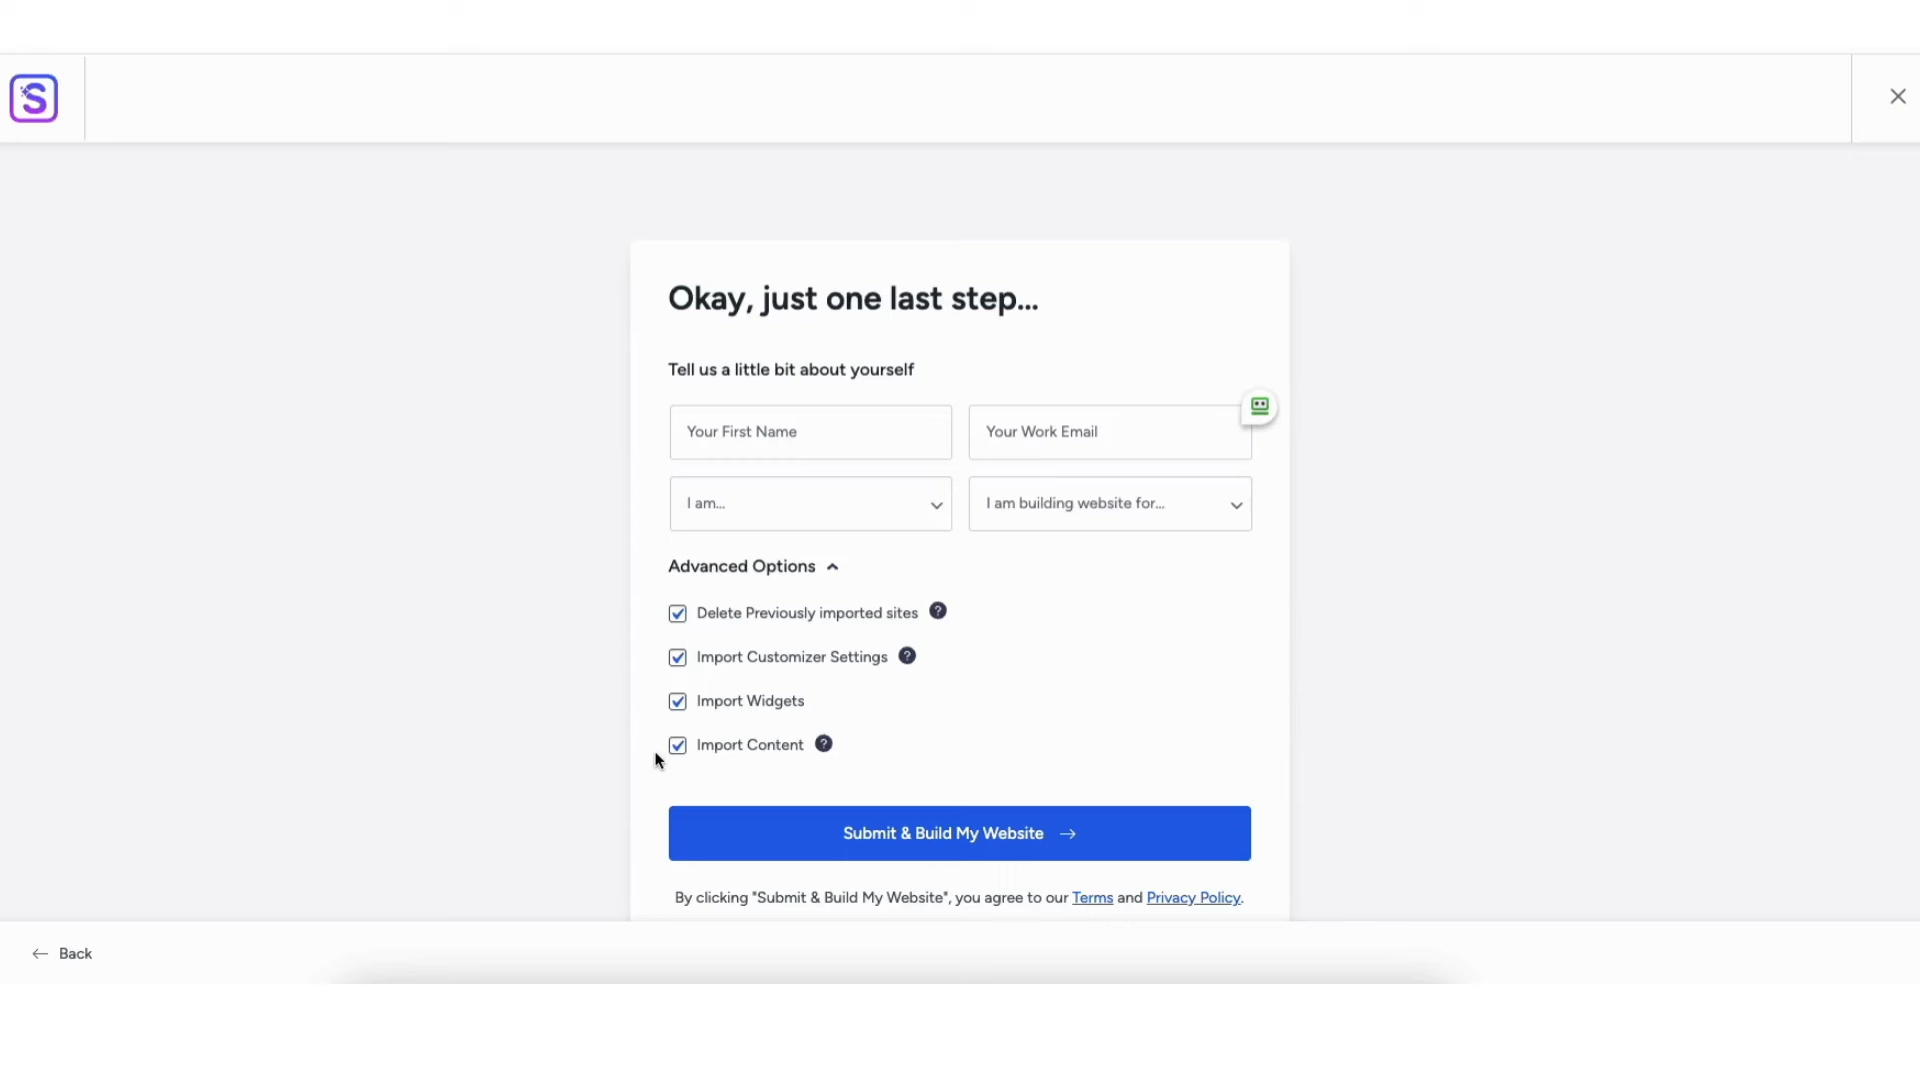 S
Okay, just one last step...
Tell us a little bit about yourself
Your First Name
Your Work Email
I am...
I am building website for...
Advanced Options
Delete Previously imported sites ?
Import Customizer Settings ?
Import Widgets
Import Content ?
Submit & Build My Website →
By clicking "Submit & Build My Website", you agree to our Terms and Privacy Policy.
← Back